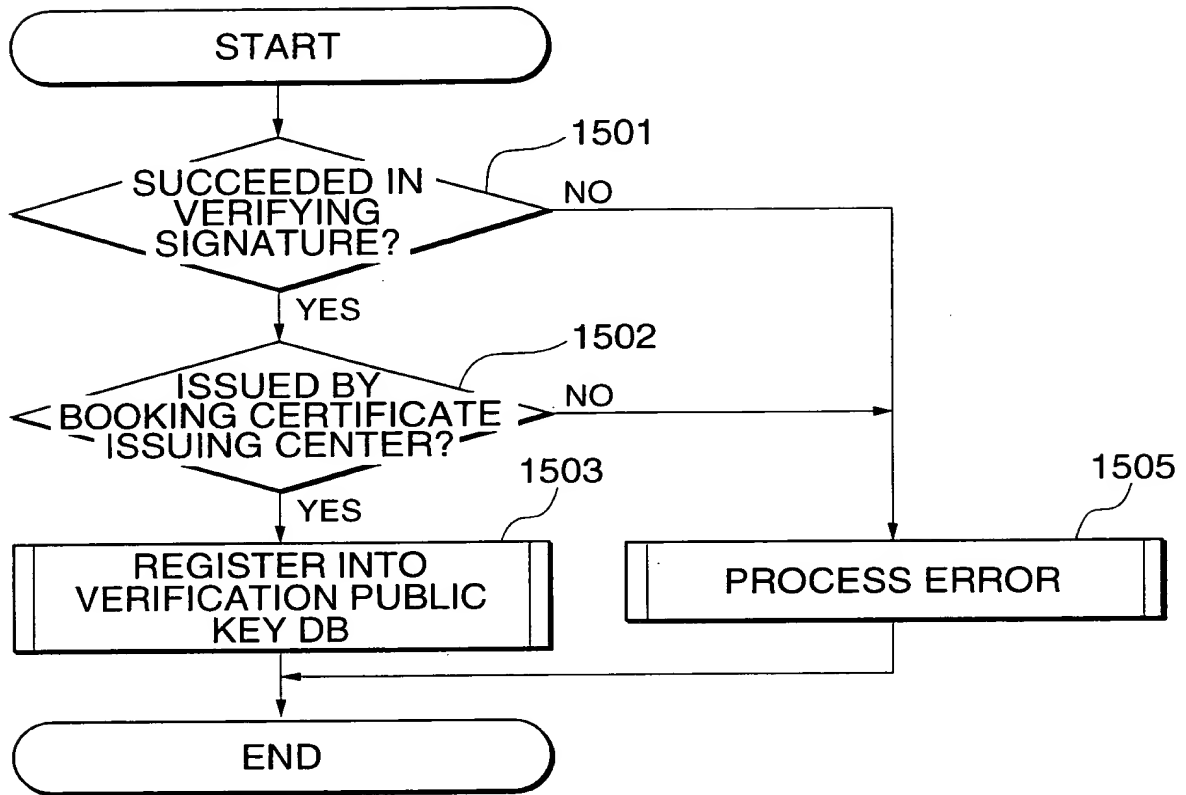 START
1501
SUCCEEDED IN
VERIFYING
SIGNATURE?
NO
YES
1502
ISSUED BY
BOOKING CERTIFICATE
ISSUING CENTER?
NO
YES
1503
REGISTER INTO
VERIFICATION PUBLIC
KEY DB
1505
PROCESS ERROR
END